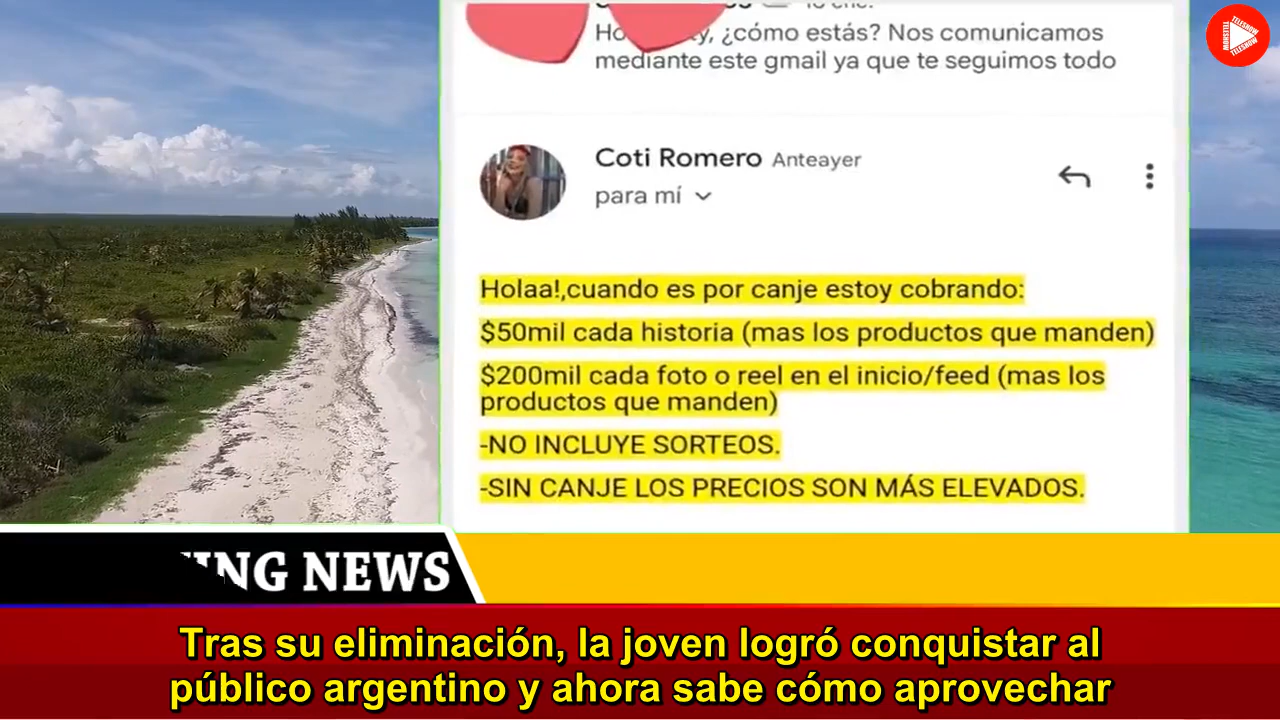 10 ene.
y, ¿cómo estás? Nos comunicamos
mediante este gmail ya que te seguimos todo
Coti Romero Anteayer
para mí
Holaa!,cuando es por canje estoy cobrando:
$50mil cada historia (mas los productos que manden)
$200mil cada foto o reel en el inicio/feed (mas los
productos que manden)
-NO INCLUYE SORTEOS.
-SIN CANJE LOS PRECIOS SON MÁS ELEVADOS.
NG NEWS
Tras su eliminación, la joven logró conquistar al
público argentino y ahora sabe cómo aprovechar